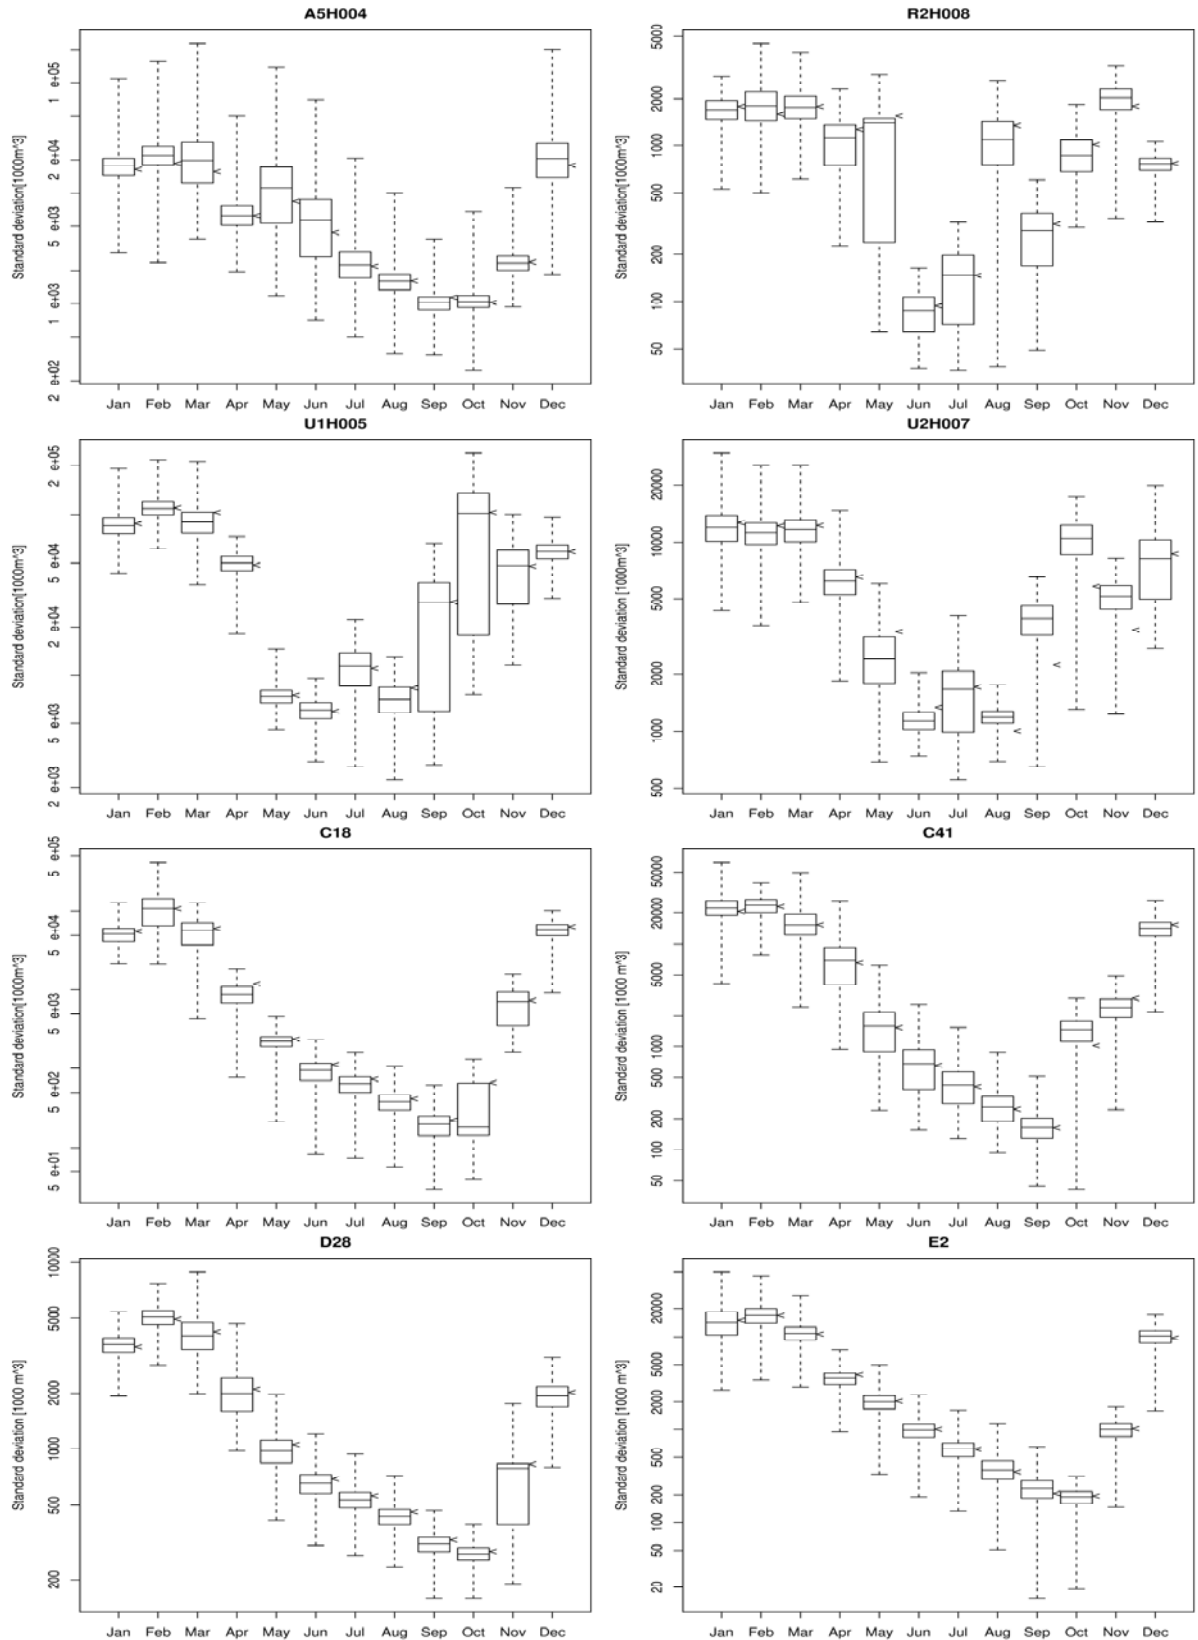 A5H004
Standard deviation[1000m^3]
1 e+05
2 e+04
5 e+03
1 e+03
2 e+02
Jan Feb Mar Apr May Jun Jul Aug Sep Oct Nov Dec
R2H008
Standard deviation[1000m^3]
5000
2000
1000
500
200
100
50
Jan Feb Mar Apr May Jun Jul Aug Sep Oct Nov Dec
U1H005
Standard deviation[1000m^3]
2 e+05
5 e+04
2 e+04
5 e+03
2 e+03
Jan Feb Mar Apr May Jun Jul Aug Sep Oct Nov Dec
U2H007
Standard deviation [1000m^3]
20000
10000
5000
2000
1000
500
Jan Feb Mar Apr May Jun Jul Aug Sep Oct Nov Dec
C18
Standard deviation[1000m^3]
5 e+05
5 e+04
5 e+03
5 e+02
5 e+01
Jan Feb Mar Apr May Jun Jul Aug Sep Oct Nov Dec
C41
Standard deviation [1000 m^3]
50000
20000
5000
1000
500
200
100
50
Jan Feb Mar Apr May Jun Jul Aug Sep Oct Nov Dec
D28
Standard deviation [1000 m^3]
10000
5000
2000
1000
500
200
Jan Feb Mar Apr May Jun Jul Aug Sep Oct Nov Dec
E2
Standard deviation [1000 m^3]
20000
5000
2000
500
200
100
50
20
Jan Feb Mar Apr May Jun Jul Aug Sep Oct Nov Dec